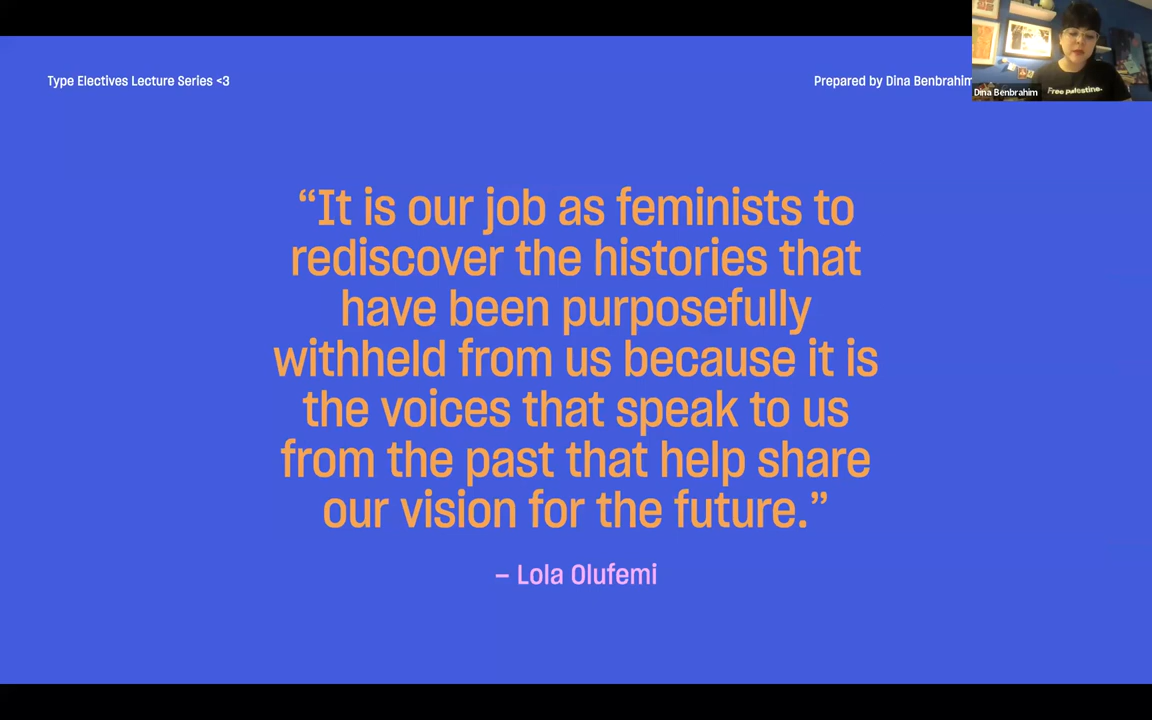 Type Electives Lecture Series <3
Prepared by Dina Benbrahim
Dina Benbrahim
Free palestine.
“It is our job as feminists to
rediscover the histories that
have been purposefully
withheld from us because it is
the voices that speak to us
from the past that help share
our vision for the future.”
– Lola Olufemi